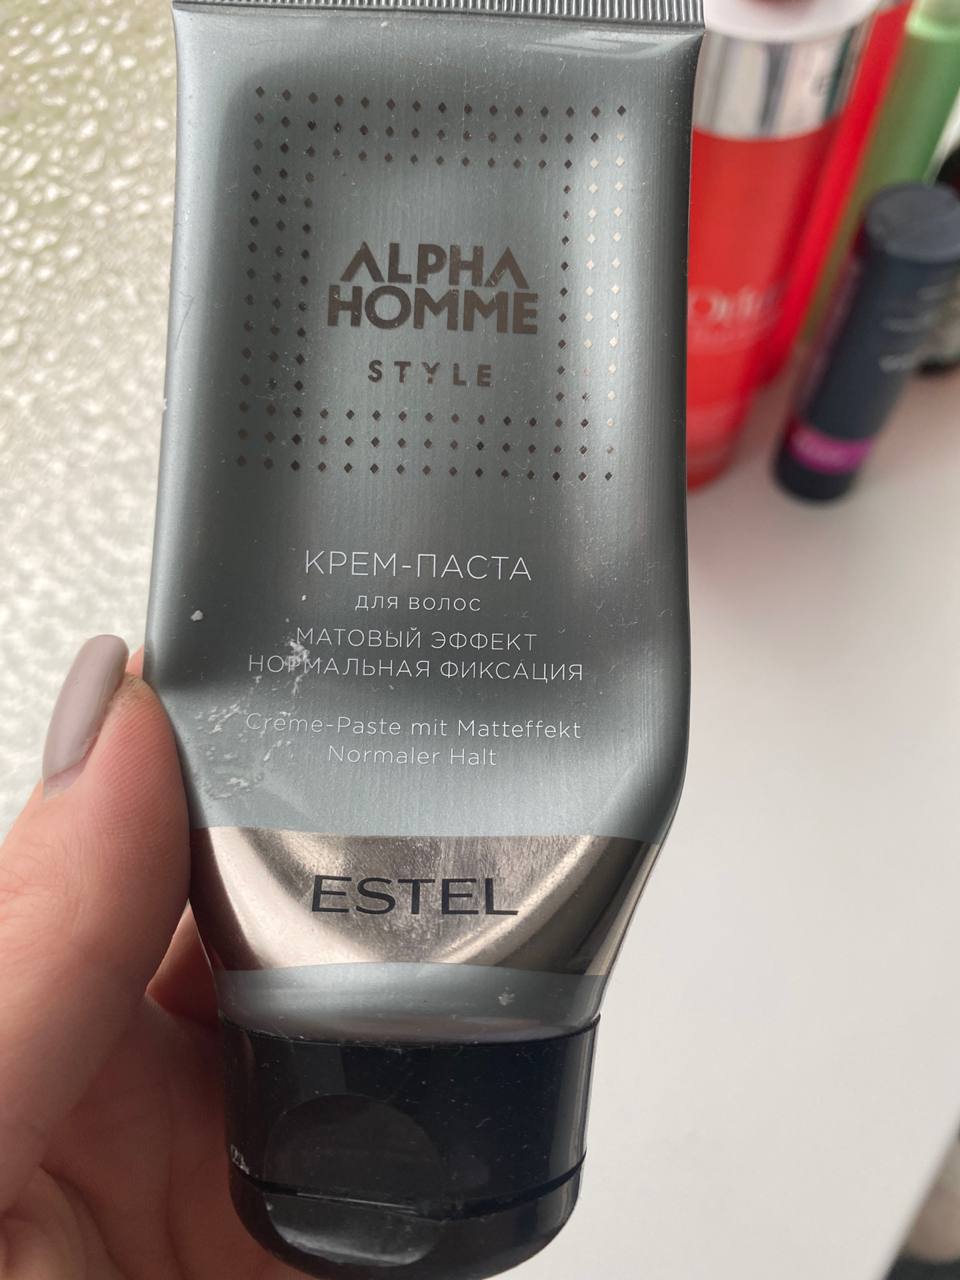 ALPHA
HOMME
STYLE
КРЕМ-ПАСТА
ДЛЯ ВОЛОС
МАТОВЫЙ ЭФФЕКТ
НОРМАЛЬНАЯ ФИКСАЦИЯ
Creme-Paste mit Matteffekt
Normaler Halt
ESTEL